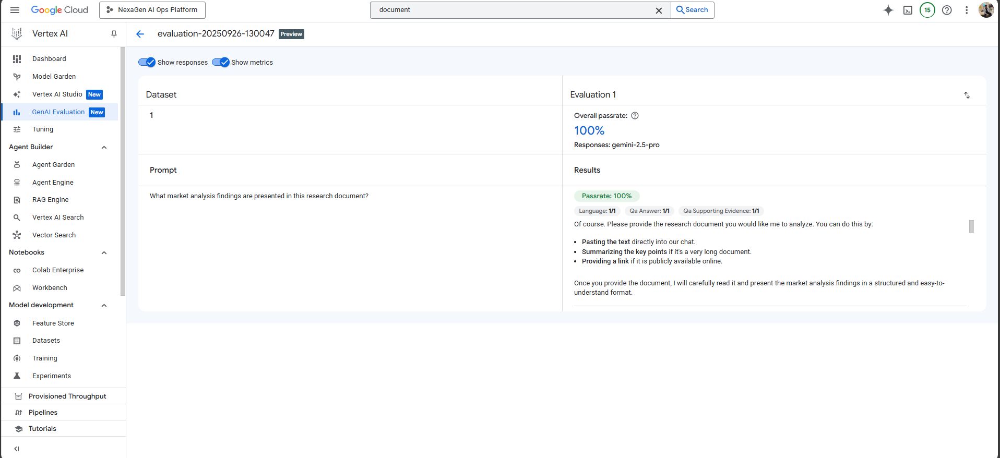 Google Cloud
NexaGen AI Ops Platform
document
Search
15
Vertex AI
evaluation-20250926-130047
Preview
Dashboard
Model Garden
Vertex AI Studio New
GenAI Evaluation New
Tuning
Agent Builder
Agent Garden
Agent Engine
RAG Engine
Vertex AI Search
Vector Search
Notebooks
Colab Enterprise
Workbench
Model development
Feature Store
Datasets
Training
Experiments
Provisioned Throughput
Pipelines
Tutorials
Show responses
Show metrics
Dataset
Evaluation 1
1
Overall passrate:
100%
Responses: gemini-2.5-pro
Prompt
Results
What market analysis findings are presented in this research document?
Passrate: 100%
Language: 1/1
Qa Answer: 1/1
Qa Supporting Evidence: 1/1
Of course. Please provide the research document you would like me to analyze. You can do this by:
• Pasting the text directly into our chat.
• Summarizing the key points if it's a very long document.
• Providing a link if it is publicly available online.
Once you provide the document, I will carefully read it and present the market analysis findings in a structured and easy-to-
understand format.